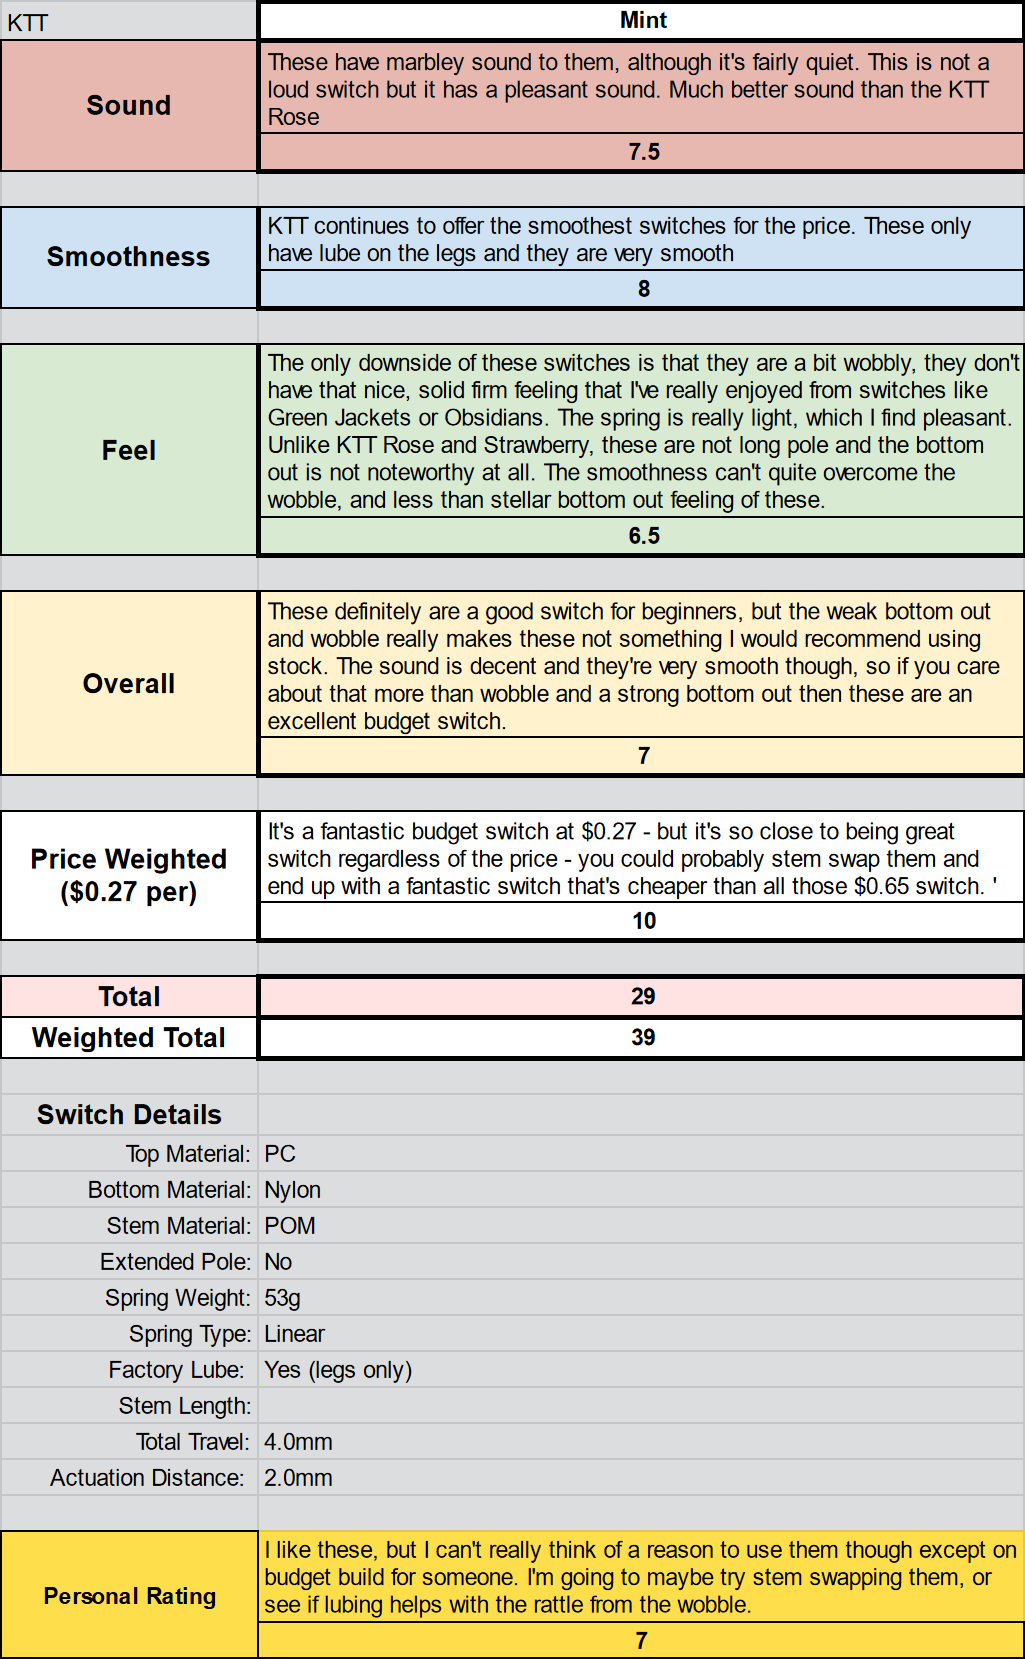 KTT
Mint
Sound
These have marbley sound to them, although it's fairly quiet. This is not a
loud switch but it has a pleasant sound. Much better sound than the KTT
Rose
7.5
Smoothness
KTT continues to offer the smoothest switches for the price. These only
have lube on the legs and they are very smooth
8
Feel
The only downside of these switches is that they are a bit wobbly, they don't
have that nice, solid firm feeling that I've really enjoyed from switches like
Green Jackets or Obsidians. The spring is really light, which I find pleasant.
Unlike KTT Rose and Strawberry, these are not long pole and the bottom
out is not noteworthy at all. The smoothness can't quite overcome the
wobble, and less than stellar bottom out feeling of these.
6.5
Overall
These definitely are a good switch for beginners, but the weak bottom out
and wobble really makes these not something I would recommend using
stock. The sound is decent and they're very smooth though, so if you care
about that more than wobble and a strong bottom out then these are an
excellent budget switch.
7
Price Weighted
($0.27 per)
It's a fantastic budget switch at $0.27 - but it's so close to being great
switch regardless of the price - you could probably stem swap them and
end up with a fantastic switch that's cheaper than all those $0.65 switch. '
10
Total
29
Weighted Total
39
Switch Details
Top Material: PC
Bottom Material: Nylon
Stem Material: POM
Extended Pole: No
Spring Weight: 53g
Spring Type: Linear
Factory Lube: Yes (legs only)
Stem Length:
Total Travel: 4.0mm
Actuation Distance: 2.0mm
Personal Rating
I like these, but I can't really think of a reason to use them though except on
budget build for someone. I'm going to maybe try stem swapping them, or
see if lubing helps with the rattle from the wobble.
7